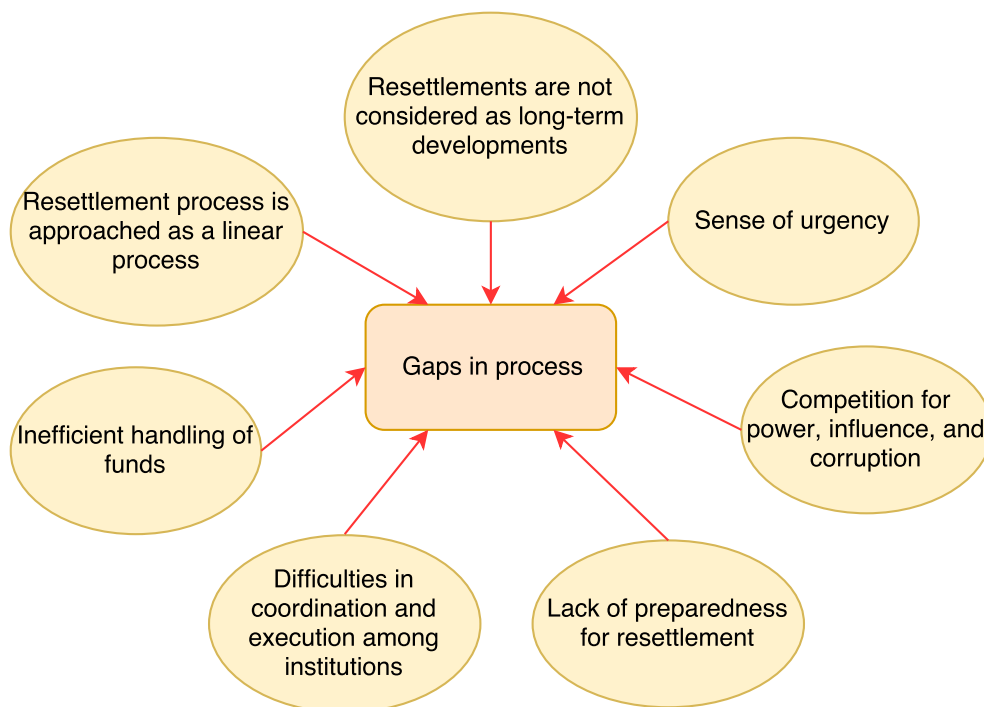 Resettlements are not
considered as long-term
developments
Resettlement process is
approached as a linear
process
Sense of urgency
Gaps in process
Competition for
power, influence, and
corruption
Inefficient handling of
funds
Difficulties in
coordination and
execution among
institutions
Lack of preparedness
for resettlement